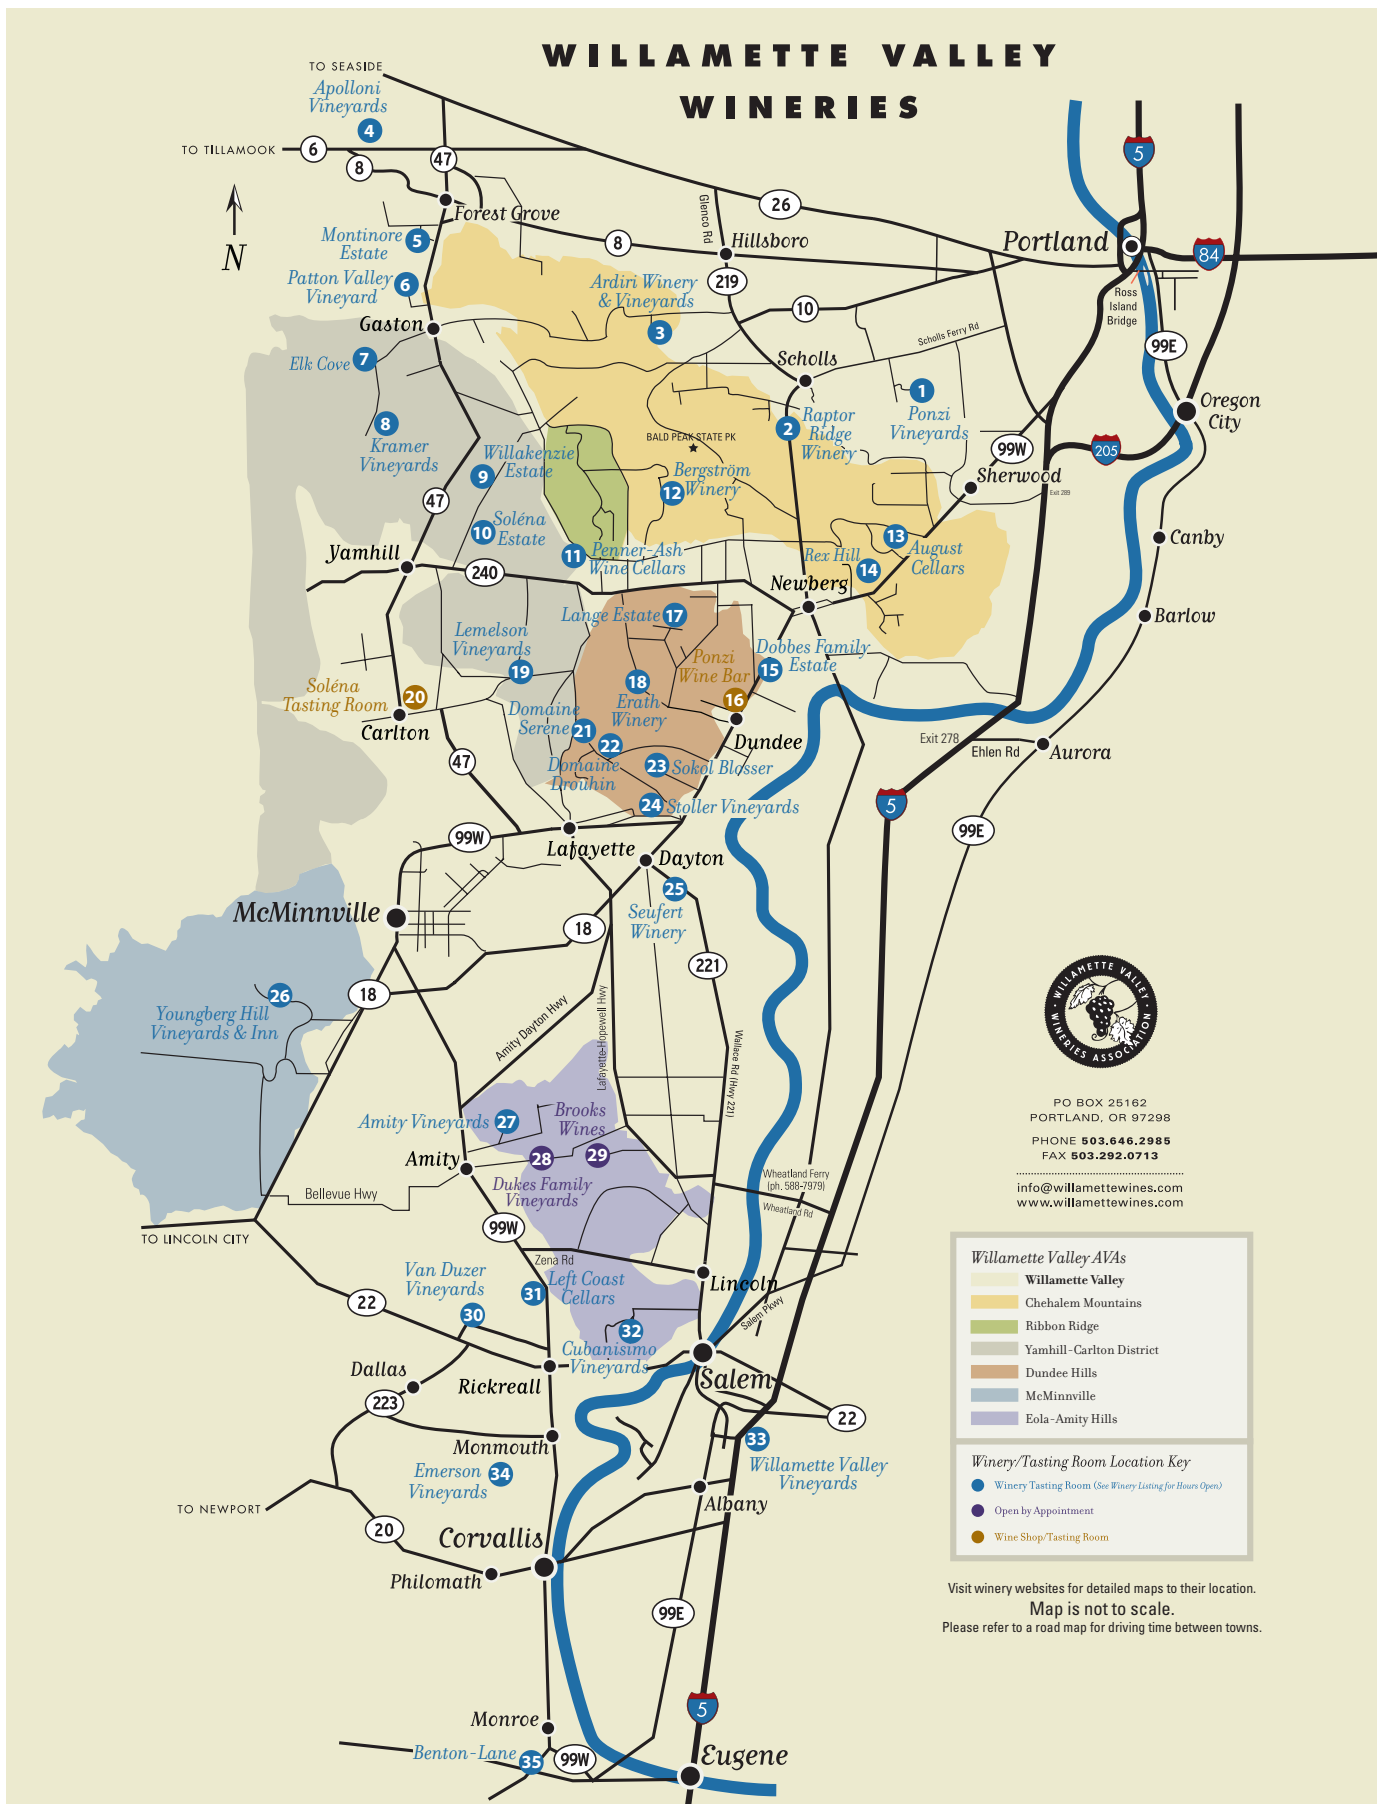 WILLAMETTE VALLEY
WINERIES
TO SEASIDE
Apolloni
Vineyards
4
TO TILLAMOOK
6
8
47
26
5
N
Forest Grove
Glenco Rd
Montinore
Estate
5
8
Hillsboro
Portland
84
Patton Valley
Vineyard
6
Ardiri Winery
& Vineyards
3
219
10
Ross
Island
Bridge
Gaston
Scholls Ferry Rd
99E
Elk Cove
7
Scholls
1
Ponzi
Vineyards
Oregon
City
8
Kramer
Vineyards
BALD PEAK STATE PK
2
Raptor
Ridge
Winery
99W
205
Willakenzie
Estate
9
Bergström
Winery
12
Sherwood
Exit 289
47
Soléna
Estate
10
13
August
Cellars
Canby
Yamhill
240
11
Penner-Ash
Wine Cellars
Rex Hill
14
Newberg
Barlow
Lange Estate
17
Lemelson
Vineyards
19
Ponzi
Wine Bar
16
Dobbes Family
Estate
15
Soléna
Tasting Room
20
18
Erath
Winery
Carlton
Domaine
Serene
21
22
Domaine
Drouhin
Dundee
Exit 278
Ehlen Rd
Aurora
47
23
Sokol Blosser
24
Stoller Vineyards
5
99W
99E
Lafayette
Dayton
25
Seufert
Winery
McMinnville
18
221
WILLAMETTE VALLEY
WINERIES ASSOCIATION
26
Youngberg Hill
Vineyards & Inn
18
Amity Dayton Hwy
Lafayette-Hopewell Hwy
Wallace Rd (Hwy 221)
PO BOX 25162
PORTLAND, OR 97298
PHONE 503.646.2985
FAX 503.292.0713
info@willamettewines.com
www.willamettewines.com
Amity Vineyards
27
Brooks
Wines
29
Amity
28
Dukes Family
Vineyards
Wheatland Ferry
(ph. 588-7979)
Wheatland Rd
Bellevue Hwy
99W
TO LINCOLN CITY
Zena Rd
Willamette Valley AVAs
Willamette Valley
Chehalem Mountains
Ribbon Ridge
Yamhill-Carlton District
Dundee Hills
McMinnville
Eola-Amity Hills
Winery/Tasting Room Location Key
Winery Tasting Room (See Winery Listing for Hours Open)
Open by Appointment
Wine Shop/Tasting Room
Van Duzer
Vineyards
30
31
Left Coast
Cellars
Lincoln
22
32
Cubanisimo
Vineyards
Salem Pkwy
Dallas
Rickreall
Salem
223
22
Monmouth
33
Willamette Valley
Vineyards
Emerson
Vineyards
34
TO NEWPORT
20
Albany
Corvallis
Philomath
99E
Visit winery websites for detailed maps to their location.
Map is not to scale.
Please refer to a road map for driving time between towns.
5
Monroe
Benton-Lane
35
99W
Eugene